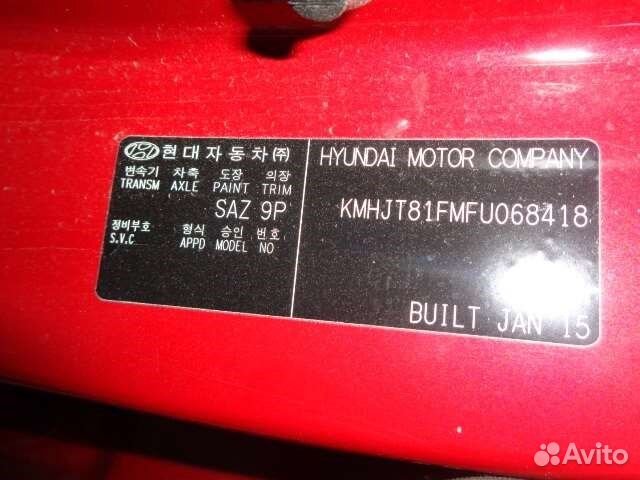 현대자동차㈜
변속기 차축 도장 의장
TRANSM AXLE PAINT TRIM
SAZ 9P
정비부호 형식 승인 번호
S.V.C APPD MODEL NO
HYUNDAI MOTOR COMPANY
KMHJT81FMFU068418
BUILT JAN 15
Avito